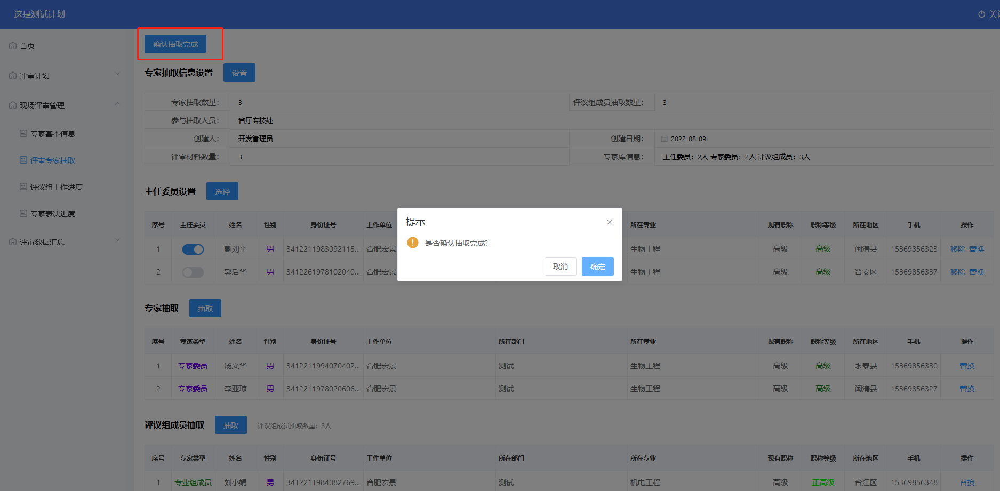 这是测试计划
关闭
首页
评审计划
现场评审管理
专家基本信息
评审专家抽取
评议组工作进度
专家表决进度
评审数据汇总
确认抽取完成
专家抽取信息设置 设置
专家抽取数量： 3 评议组成员抽取数量： 3
参与抽取人员： 省厅专技处
创建人： 开发管理员 创建日期： 2022-08-09
评审材料数量： 3 专家库信息： 主任委员：2人 专家委员：2人 评议组成员：3人
主任委员设置 选择
序号 主任委员 姓名 性别 身份证号 工作单位 所在专业 现有职称 职称等级 所在地区 手机 操作
1 蒯刘平 男 3412211983092115... 合肥宏景 生物工程 高级 高级 闽清县 15369856323 移除 替换
2 郭后华 男 3412261978102040... 合肥宏景 生物工程 高级 高级 晋安区 15369856337 移除 替换
提示
是否确认抽取完成?
取消 确定
专家抽取 抽取
序号 专家类型 姓名 性别 身份证号 工作单位 所在部门 所在专业 现有职称 职称等级 所在地区 手机 操作
1 专家委员 汤文华 男 3412211994070402... 合肥宏景 测试 生物工程 高级 高级 永泰县 15369856330 替换
2 专家委员 李亚琼 男 3412211978020606... 合肥宏景 测试 生物工程 高级 高级 闽清县 15369856327 替换
评议组成员抽取 抽取 评议组成员抽取数量：3人
序号 专家类型 姓名 性别 身份证号 工作单位 所在部门 所在专业 现有职称 职称等级 所在地区 手机 操作
1 专业组成员 刘小娟 男 3412211984082769... 合肥宏景 测试 机电工程 高级 正高级 台江区 15369856348 替换